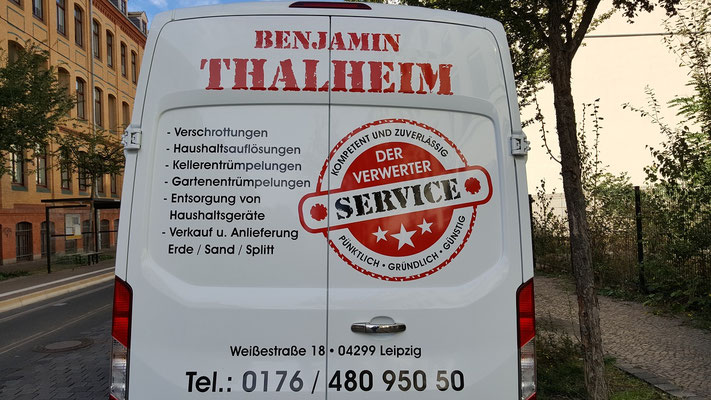 BENJAMIN
THALHEIM
- Verschrottungen
- Haushaltsauflösungen
- Kellerentrümpelungen
- Gartenentrümpelungen
- Entsorgung von
Haushaltsgeräte
- Verkauf u. Anlieferung
Erde / Sand / Splitt
KOMPETENT UND ZUVERLÄSSIG
DER
VERWERTER
SERVICE
PÜNKTLICH • GRÜNDLICH • GÜNSTIG
Weißestraße 18 • 04299 Leipzig
Tel.: 0176 / 480 950 50